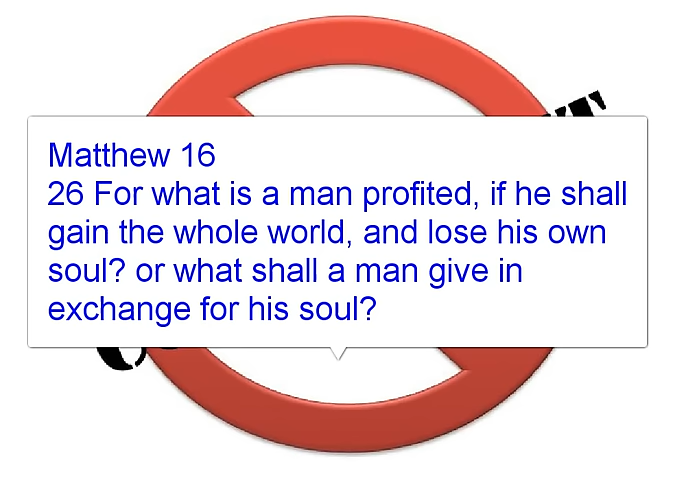 Matthew 16
26 For what is a man profited, if he shall
gain the whole world, and lose his own
soul? or what shall a man give in
exchange for his soul?